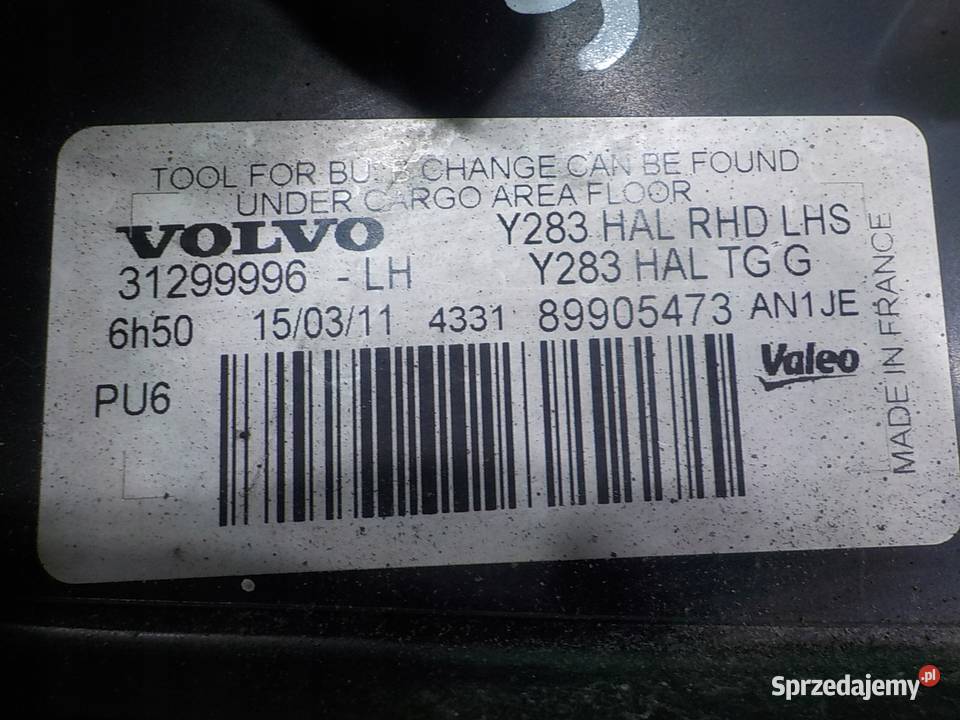 TOOL FOR BULB CHANGE CAN BE FOUND
UNDER CARGO AREA FLOOR
VOLVO Y283 HAL RHD LHS
31299996 - LH Y283 HAL TG G
6h50 15/03/11 4331 89905473 AN1JE
PU6
Valeo
MADE IN FRANCE
Sprzedajemy.pl